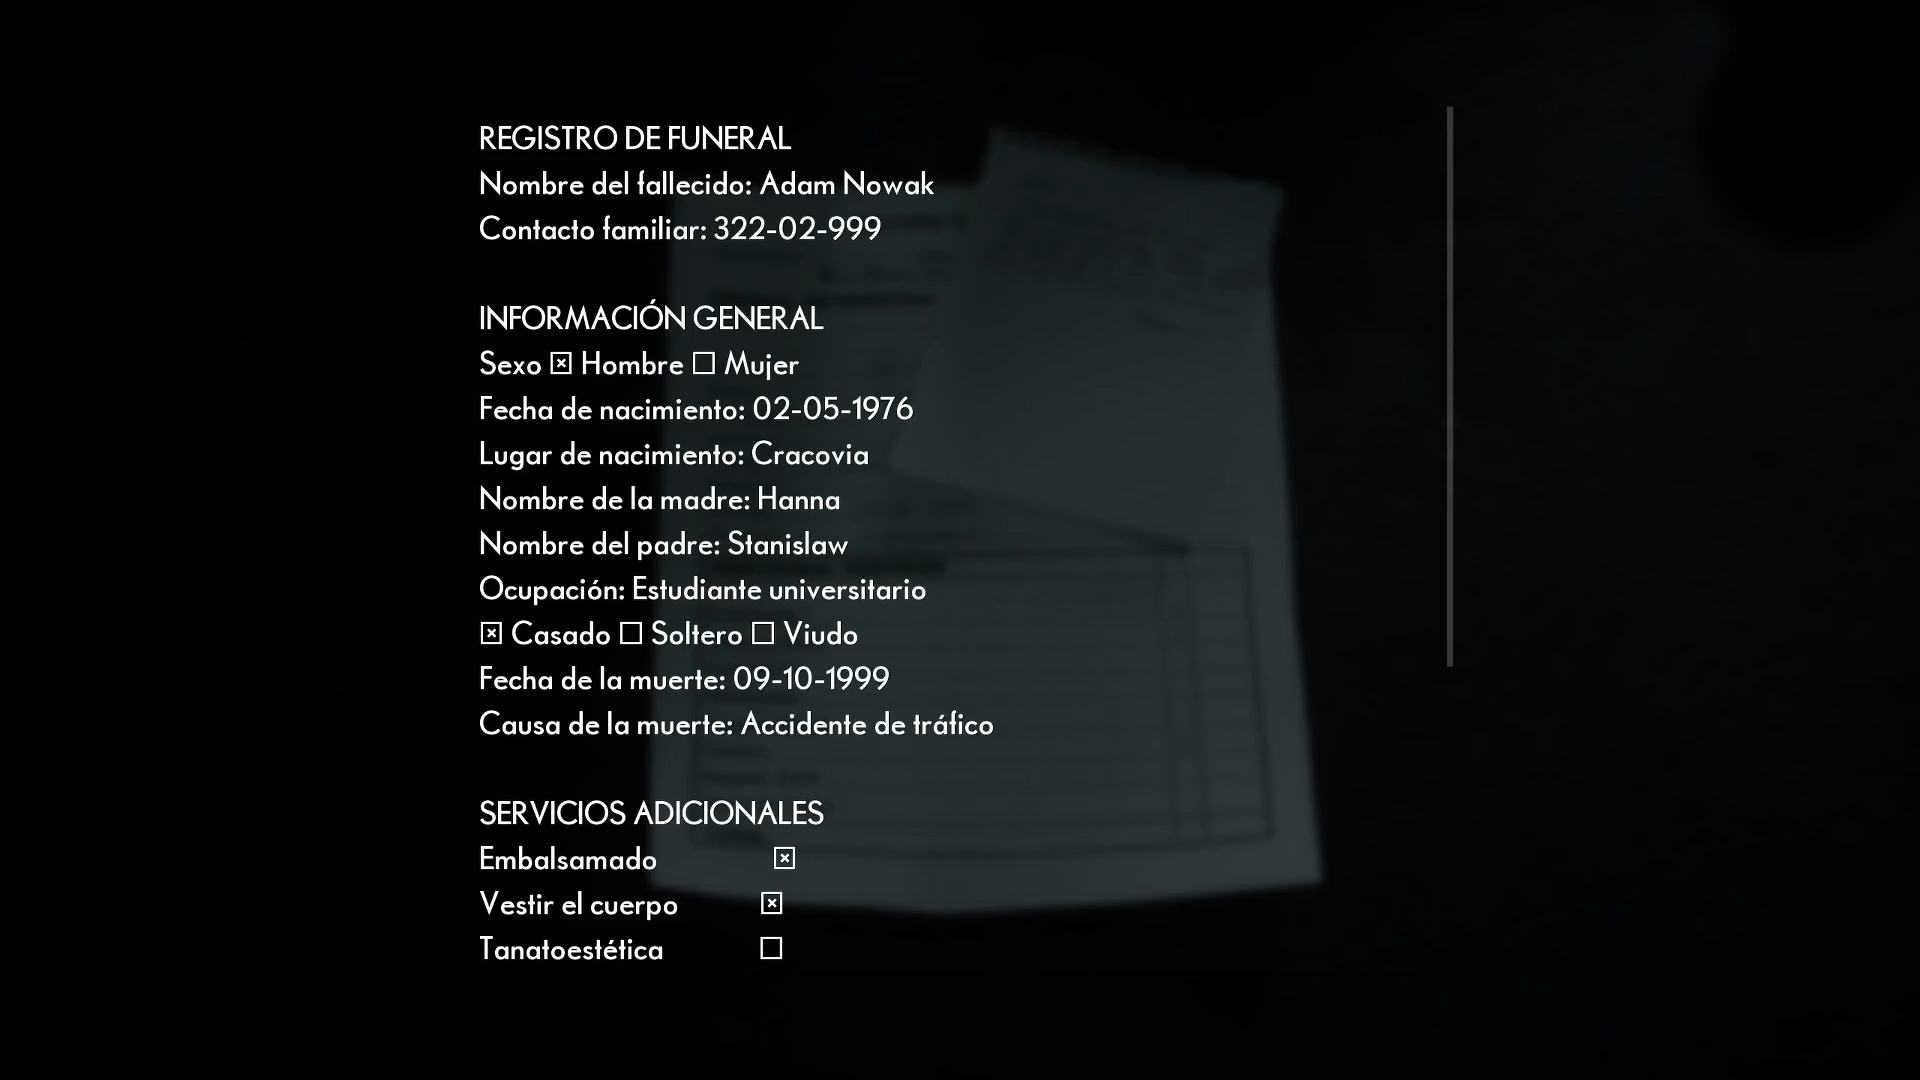 REGISTRO DE FUNERAL
Nombre del fallecido: Adam Nowak
Contacto familiar: 322-02-999
INFORMACIÓN GENERAL
Sexo ☒ Hombre ☐ Mujer
Fecha de nacimiento: 02-05-1976
Lugar de nacimiento: Cracovia
Nombre de la madre: Hanna
Nombre del padre: Stanislaw
Ocupación: Estudiante universitario
☒ Casado ☐ Soltero ☐ Viudo
Fecha de la muerte: 09-10-1999
Causa de la muerte: Accidente de tráfico
SERVICIOS ADICIONALES
Embalsamado ☒
Vestir el cuerpo ☒
Tanatoestética ☐